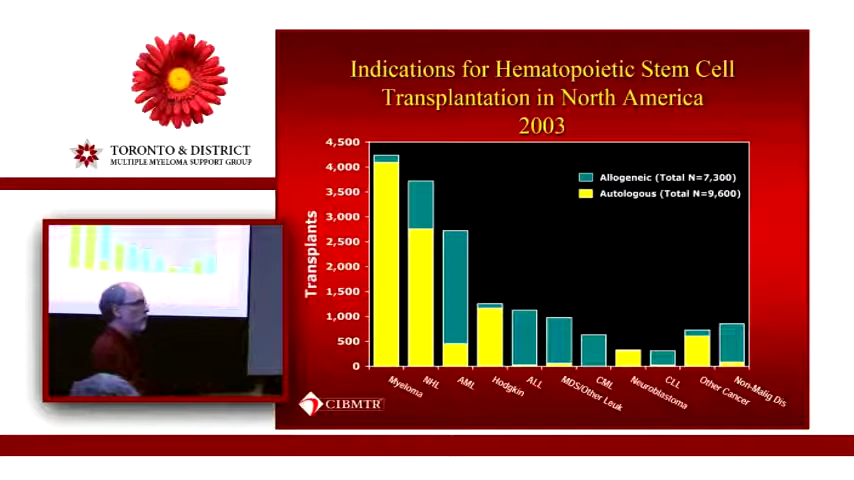 TORONTO & DISTRICT
MULTIPLE MYELOMA SUPPORT GROUP
Indications for Hematopoietic Stem Cell
Transplantation in North America
2003
Transplants
4,500
4,000
3,500
3,000
2,500
2,000
1,500
1,000
500
0
Allogeneic (Total N=7,300)
Autologous (Total N=9,600)
Myeloma
NHL
AML
Hodgkin
ALL
MDS/Other Leuk
CML
Neuroblastoma
CLL
Other Cancer
Non-Malig Dis
CIBMTR